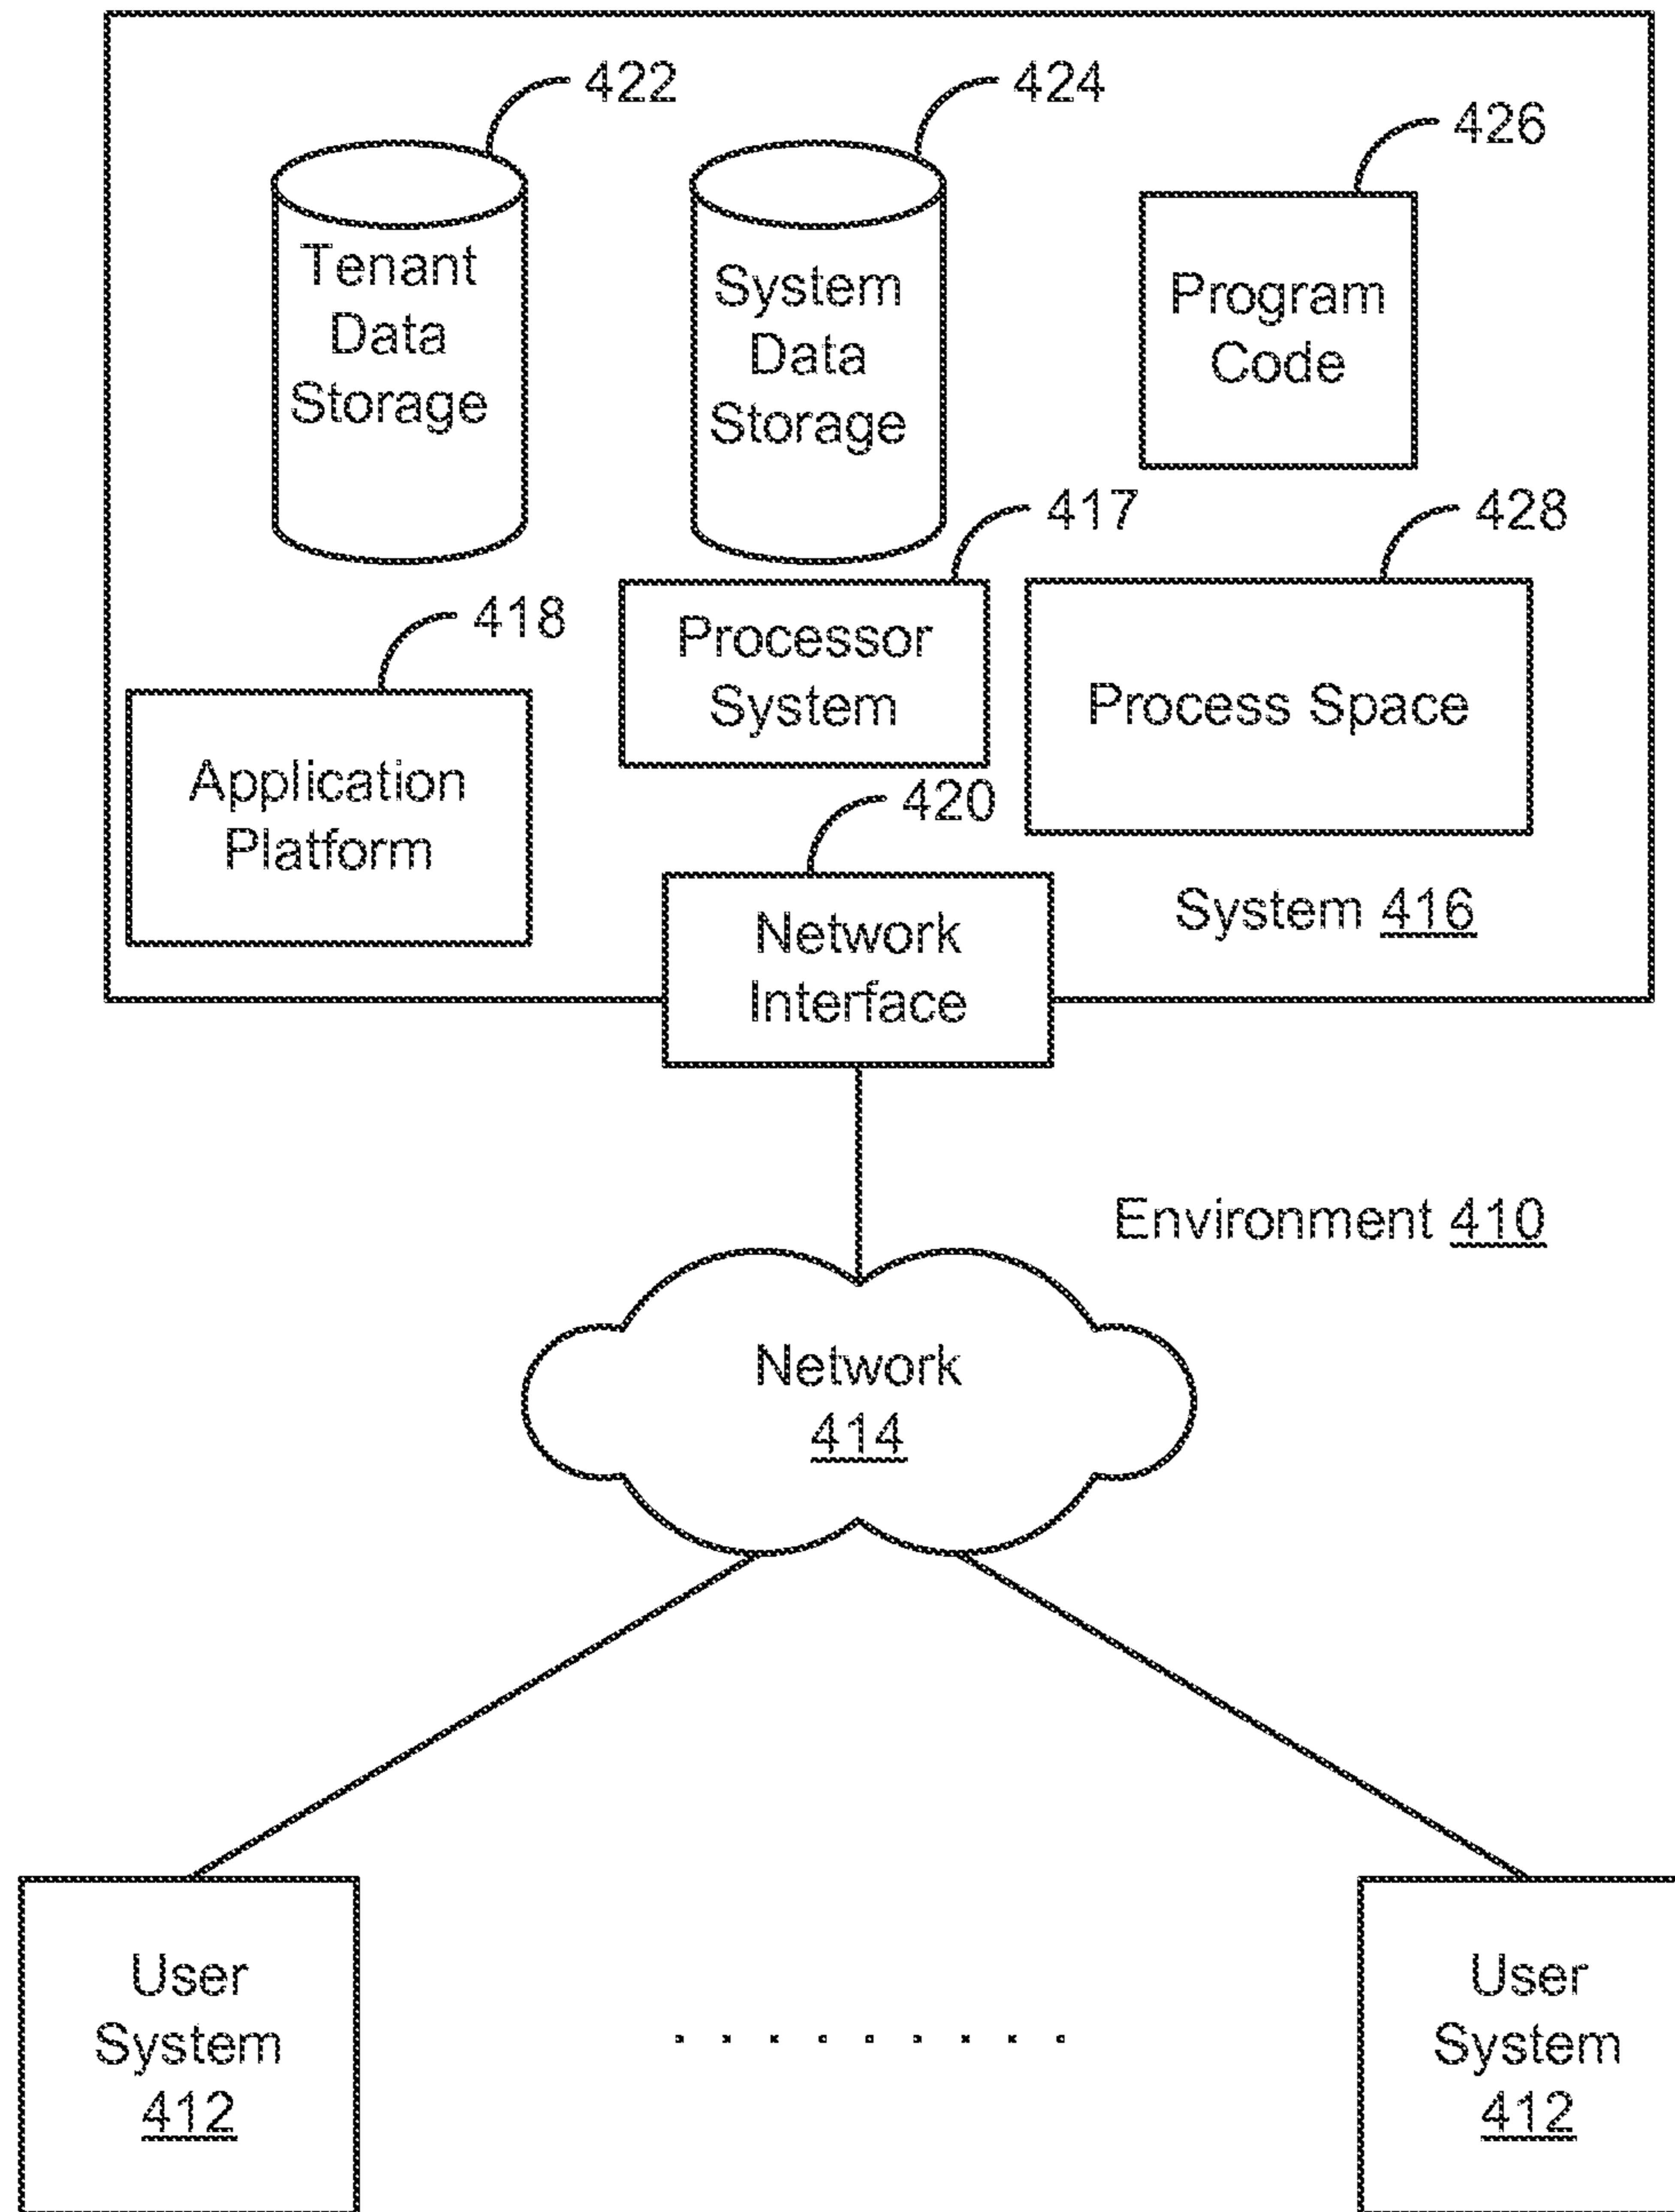 422
424
426
Tenant
Data
Storage
System
Data
Storage
Program
Code
417
428
418
Processor
System
Process Space
Application
Platform
420
System 416
Network
Interface
Environment 410
Network
414
User
System
412
User
System
412